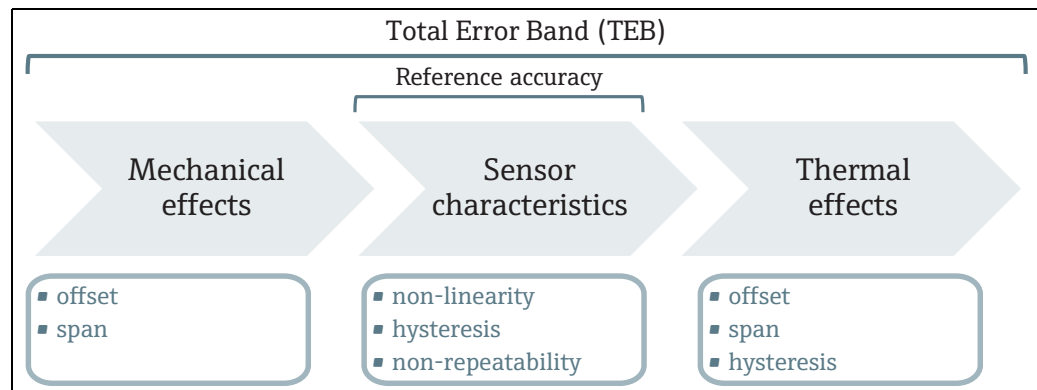 Total Error Band (TEB)
Reference accuracy
Mechanical
effects
Sensor
characteristics
Thermal
effects
▪ offset
▪ span
▪ non-linearity
▪ hysteresis
▪ non-repeatability
▪ offset
▪ span
▪ hysteresis